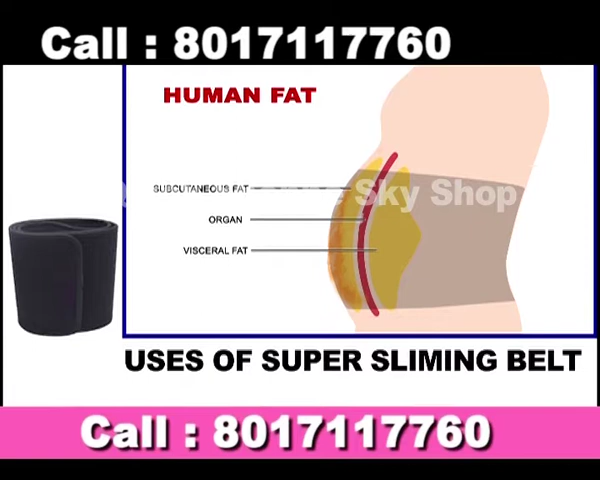 Call : 8017117760
HUMAN FAT
SUBCUTANEOUS FAT
Sky Shop
ORGAN
VISCERAL FAT
USES OF SUPER SLIMING BELT
Call : 8017117760